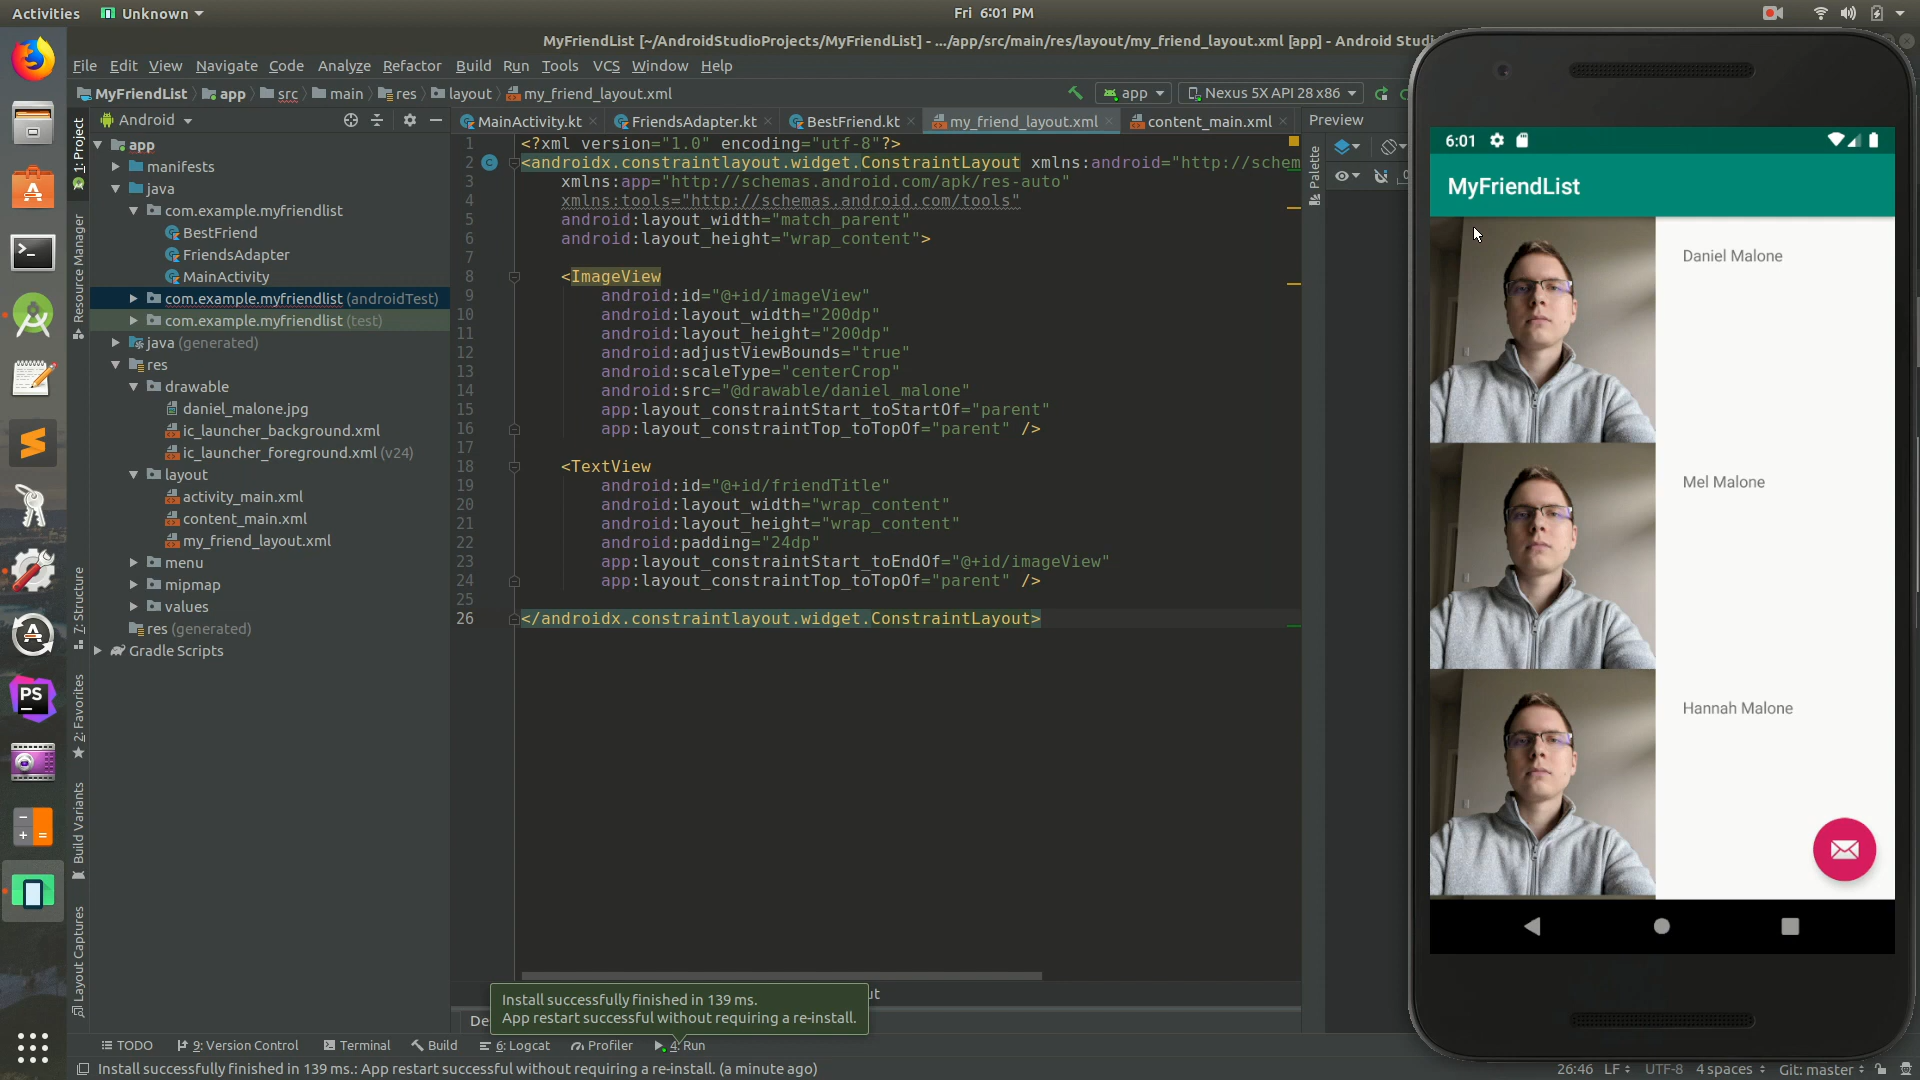 Activities
Unknown
Fri 6:01 PM
MyFriendList [~/AndroidStudioProjects/MyFriendList] - .../app/src/main/res/layout/my_friend_layout.xml [app] - Android
File Edit View Navigate Code Analyze Refactor Build Run Tools VCS Window Help
MyFriendList app src main res layout my_friend_layout.xml
app
Nexus 5X API 28 x86
Android
MainActivity.kt
FriendsAdapter.kt
BestFriend.kt
my_friend_layout.xml
content_main.xml
Preview
1: Project
Resource Manager
7: Structure
2: Favorites
Build Variants
Layout Captures
Palette
app
manifests
java
com.example.myfriendlist
BestFriend
FriendsAdapter
MainActivity
com.example.myfriendlist (androidTest)
com.example.myfriendlist (test)
java (generated)
res
drawable
daniel_malone.jpg
ic_launcher_background.xml
ic_launcher_foreground.xml (v24)
layout
activity_main.xml
content_main.xml
my_friend_layout.xml
menu
mipmap
values
res (generated)
Gradle Scripts
PS
1 <?xml version="1.0" encoding="utf-8"?>
2 <androidx.constraintlayout.widget.ConstraintLayout xmlns:android="http://schem
3 xmlns:app="http://schemas.android.com/apk/res-auto"
4 xmlns:tools="http://schemas.android.com/tools"
5 android:layout_width="match_parent"
6 android:layout_height="wrap_content">
7
8 <ImageView
9 android:id="@+id/imageView"
10 android:layout_width="200dp"
11 android:layout_height="200dp"
12 android:adjustViewBounds="true"
13 android:scaleType="centerCrop"
14 android:src="@drawable/daniel_malone"
15 app:layout_constraintStart_toStartOf="parent"
16 app:layout_constraintTop_toTopOf="parent" />
17
18 <TextView
19 android:id="@+id/friendTitle"
20 android:layout_width="wrap_content"
21 android:layout_height="wrap_content"
22 android:padding="24dp"
23 app:layout_constraintStart_toEndOf="@+id/imageView"
24 app:layout_constraintTop_toTopOf="parent" />
25
26 </androidx.constraintlayout.widget.ConstraintLayout>
6:01
MyFriendList
Daniel Malone
Mel Malone
Hannah Malone
Install successfully finished in 139 ms.
App restart successful without requiring a re-install.
TODO
9: Version Control
Terminal
Build
6: Logcat
Profiler
4: Run
Install successfully finished in 139 ms.: App restart successful without requiring a re-install. (a minute ago)
26:46 LF UTF-8 4 spaces Git: master